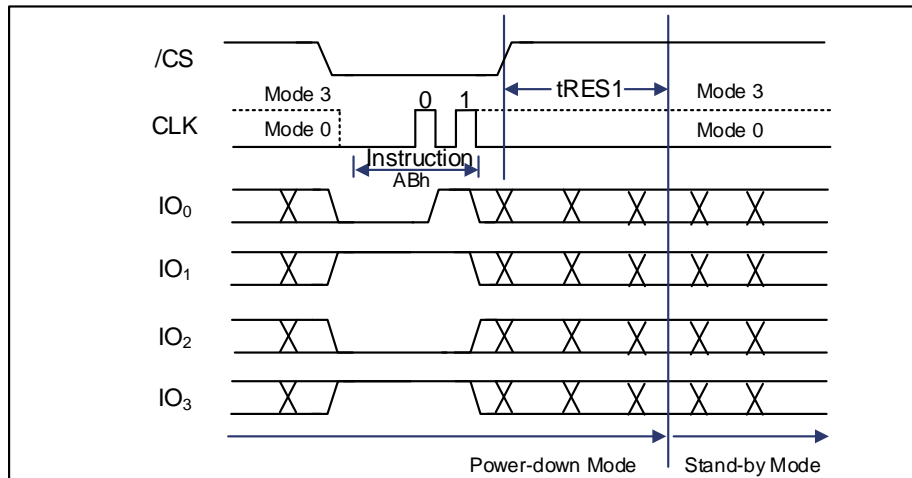 /CS
tRES1
Mode 3
0 1
Mode 3
CLK
Mode 0
Mode 0
Instruction
ABh
IO₀
IO₁
IO₂
IO₃
Power-down Mode
Stand-by Mode